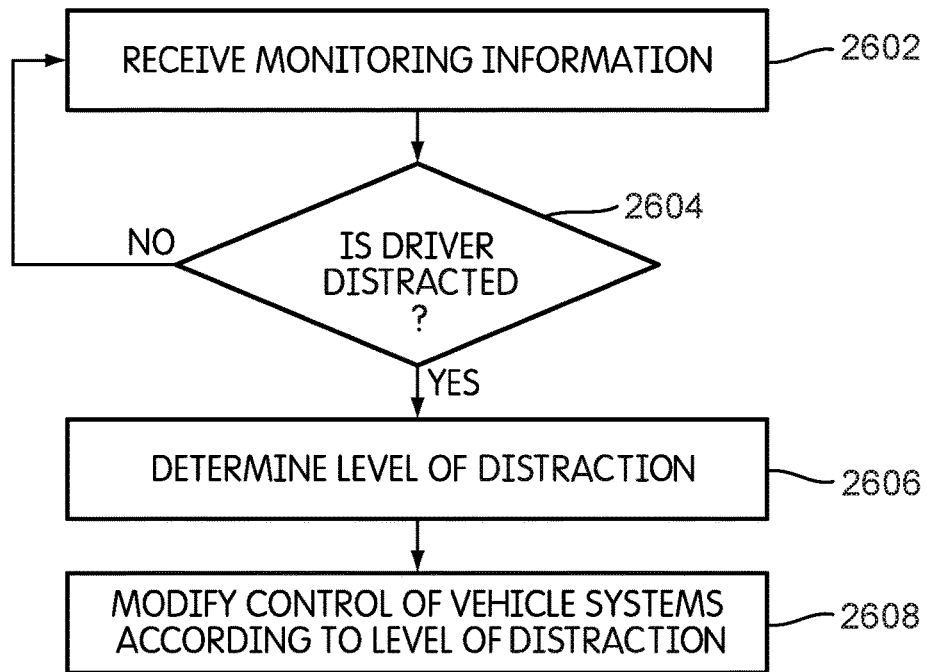 RECEIVE MONITORING INFORMATION
2602
2604
NO
IS DRIVER
DISTRACTED
?
YES
DETERMINE LEVEL OF DISTRACTION
2606
MODIFY CONTROL OF VEHICLE SYSTEMS
ACCORDING TO LEVEL OF DISTRACTION
2608